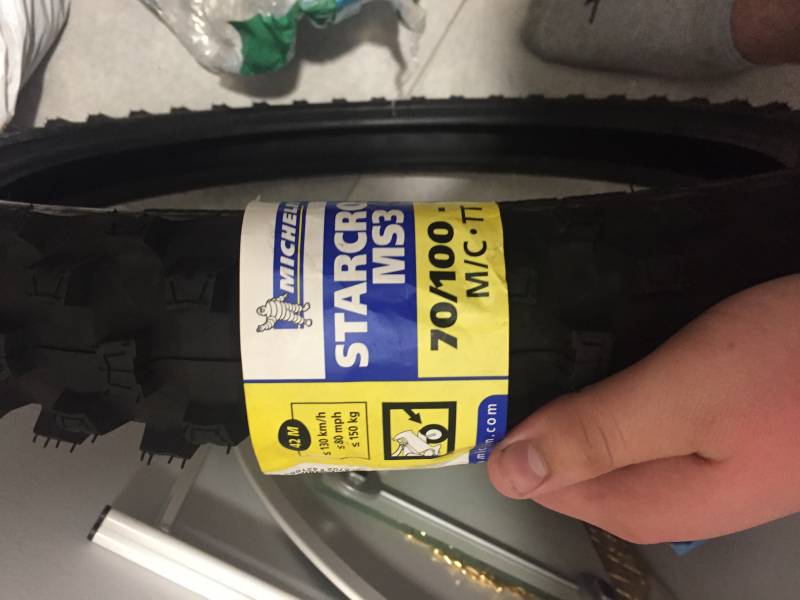 MICHELI
STARCRO
MS3
70/100 -
M/C · TT
42 M
≤ 130 km/h
≤ 80 mph
≤ 150 kg
.com